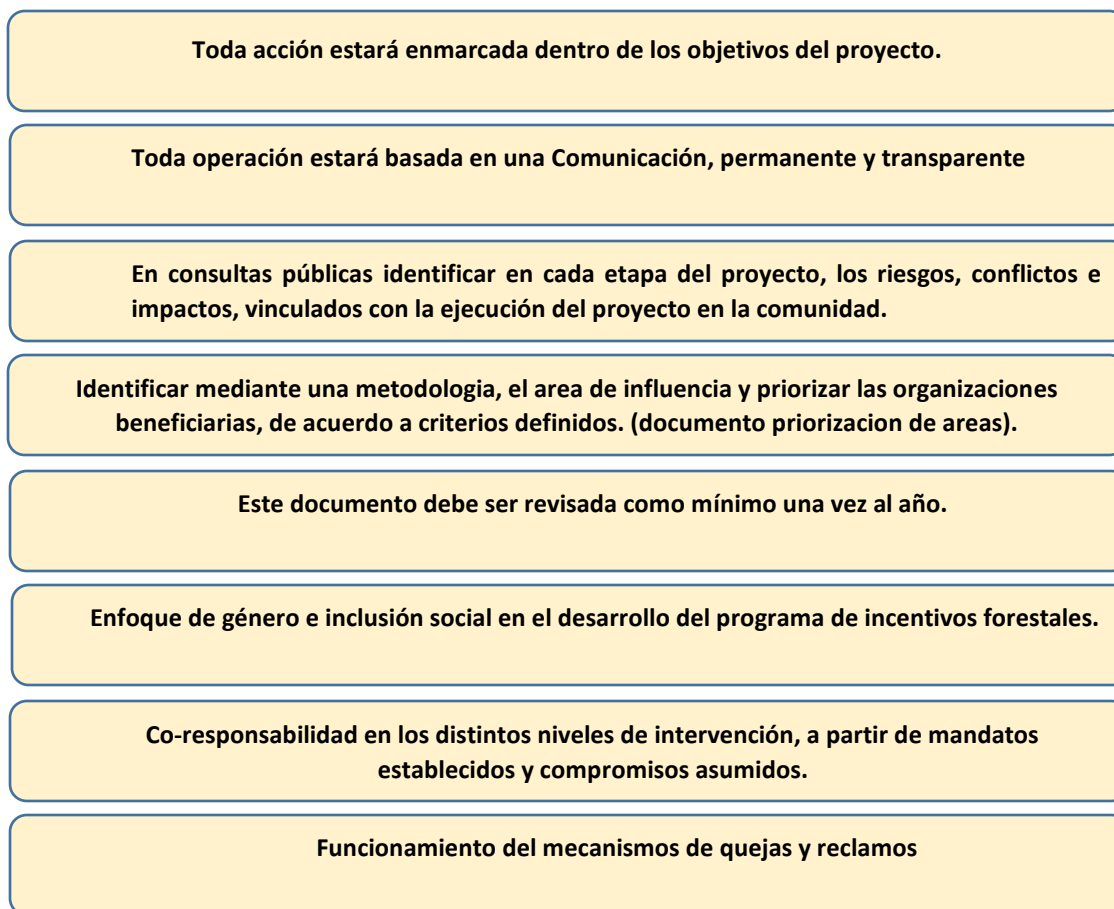 Toda acción estará enmarcada dentro de los objetivos del proyecto.
Toda operación estará basada en una Comunicación, permanente y transparente
En consultas públicas identificar en cada etapa del proyecto, los riesgos, conflictos e
impactos, vinculados con la ejecución del proyecto en la comunidad.
Identificar mediante una metodologia, el area de influencia y priorizar las organizaciones
beneficiarias, de acuerdo a criterios definidos. (documento priorizacion de areas).
Este documento debe ser revisada como mínimo una vez al año.
Enfoque de género e inclusión social en el desarrollo del programa de incentivos forestales.
Co-responsabilidad en los distintos niveles de intervención, a partir de mandatos
establecidos y compromisos asumidos.
Funcionamiento del mecanismos de quejas y reclamos